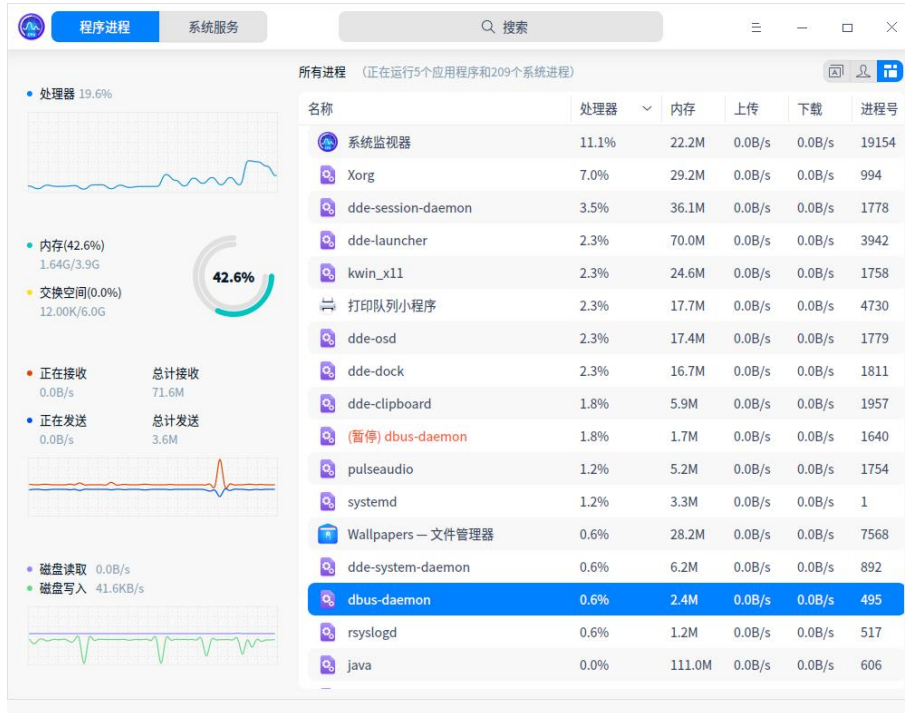 程序进程 系统服务 搜索
所有进程 （正在运行5个应用程序和209个系统进程）
处理器 19.6%
内存(42.6%)
1.64G/3.9G
交换空间(0.0%)
12.00K/6.0G
42.6%
正在接收 总计接收
0.0B/s 71.6M
正在发送 总计发送
0.0B/s 3.6M
磁盘读取 0.0B/s
磁盘写入 41.6KB/s
名称 处理器 内存 上传 下载 进程号
系统监视器 11.1% 22.2M 0.0B/s 0.0B/s 19154
Xorg 7.0% 29.2M 0.0B/s 0.0B/s 994
dde-session-daemon 3.5% 36.1M 0.0B/s 0.0B/s 1778
dde-launcher 2.3% 70.0M 0.0B/s 0.0B/s 3942
kwin_x11 2.3% 24.6M 0.0B/s 0.0B/s 1758
打印队列小程序 2.3% 17.7M 0.0B/s 0.0B/s 4730
dde-osd 2.3% 17.4M 0.0B/s 0.0B/s 1779
dde-dock 2.3% 16.7M 0.0B/s 0.0B/s 1811
dde-clipboard 1.8% 5.9M 0.0B/s 0.0B/s 1957
(暂停) dbus-daemon 1.8% 1.7M 0.0B/s 0.0B/s 1640
pulseaudio 1.2% 5.2M 0.0B/s 0.0B/s 1754
systemd 1.2% 3.3M 0.0B/s 0.0B/s 1
Wallpapers — 文件管理器 0.6% 28.2M 0.0B/s 0.0B/s 7568
dde-system-daemon 0.6% 6.2M 0.0B/s 0.0B/s 892
dbus-daemon 0.6% 2.4M 0.0B/s 0.0B/s 495
rsyslogd 0.6% 1.2M 0.0B/s 0.0B/s 517
java 0.0% 111.0M 0.0B/s 0.0B/s 606